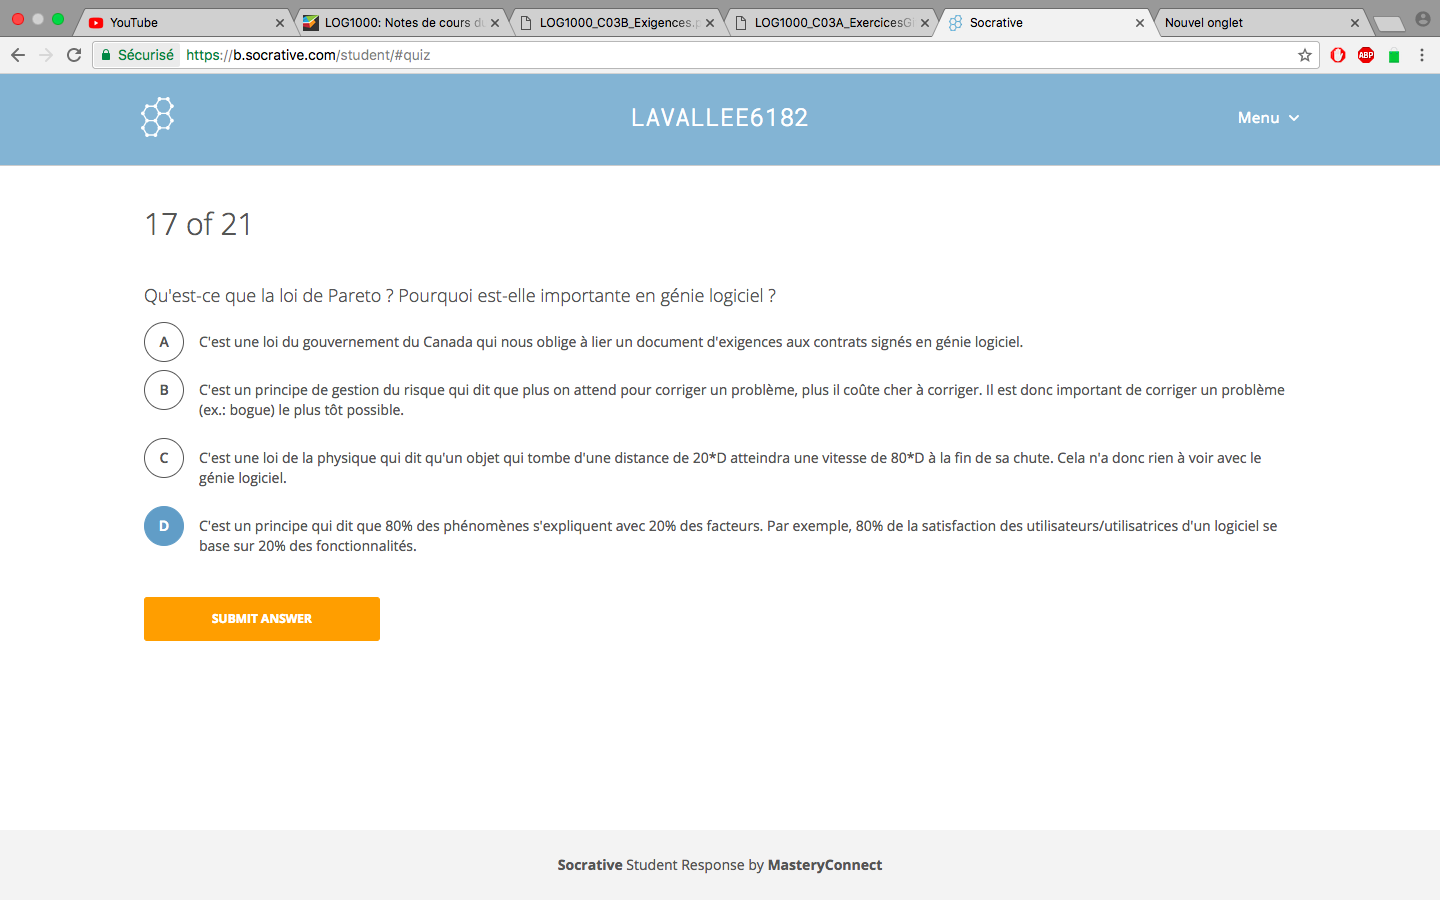 YouTube
LOG1000: Notes de cours du
LOG1000_C03B_Exigences.p
LOG1000_C03A_ExercicesGi
Socrative
Nouvel onglet
Sécurisé https://b.socrative.com/student/#quiz
ABP
LAVALLEE6182
Menu
17 of 21
Qu'est-ce que la loi de Pareto ? Pourquoi est-elle importante en génie logiciel ?
A C'est une loi du gouvernement du Canada qui nous oblige à lier un document d'exigences aux contrats signés en génie logiciel.
B C'est un principe de gestion du risque qui dit que plus on attend pour corriger un problème, plus il coûte cher à corriger. Il est donc important de corriger un problème
(ex.: bogue) le plus tôt possible.
C C'est une loi de la physique qui dit qu'un objet qui tombe d'une distance de 20*D atteindra une vitesse de 80*D à la fin de sa chute. Cela n'a donc rien à voir avec le
génie logiciel.
D C'est un principe qui dit que 80% des phénomènes s'expliquent avec 20% des facteurs. Par exemple, 80% de la satisfaction des utilisateurs/utilisatrices d'un logiciel se
base sur 20% des fonctionnalités.
SUBMIT ANSWER
Socrative Student Response by MasteryConnect